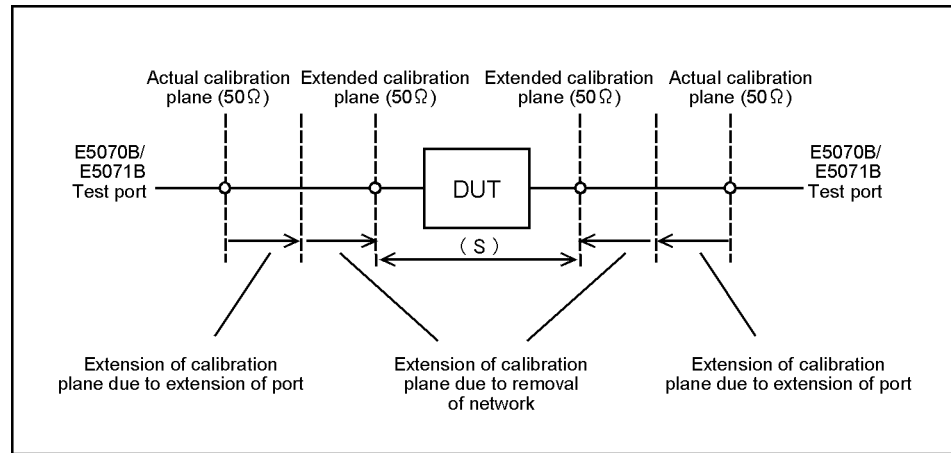 Actual calibration
plane (50Ω)
Extended calibration
plane (50Ω)
Extended calibration
plane (50Ω)
Actual calibration
plane (50Ω)
E5070B/
E5071B
Test port
DUT
E5070B/
E5071B
Test port
( S )
Extension of calibration
plane due to extension of port
Extension of calibration
plane due to removal
of network
Extension of calibration
plane due to extension of port